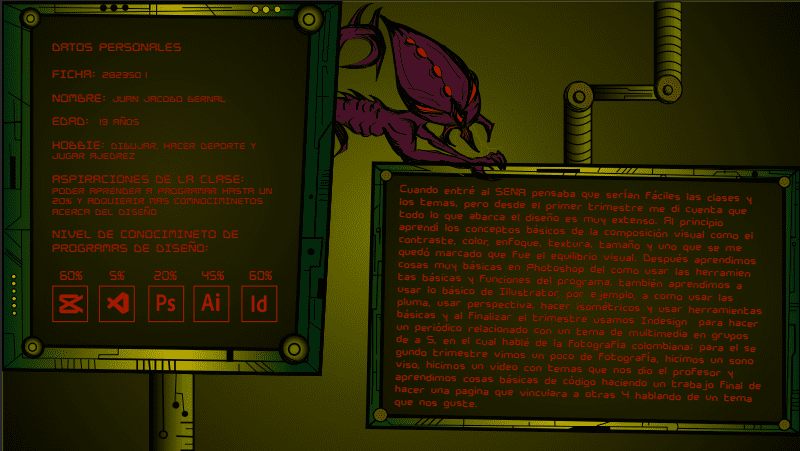 DATOS PERSONALES
FICHA: 2823501
NOMBRE: JUAN JACOBO BERNAL
EDAD: 19 AÑOS
HOBBIE: DIBUJAR, HACER DEPORTE Y
JUGAR AJEDREZ
ASPIRACIONES DE LA CLASE:
PODER APRENDER A PROGRAMAR HASTA UN
20% Y ADQUIERIR MAS COMNOCIMINETOS
ACERCA DEL DISEÑO
NIVEL DE CONOCIMINETO DE
PROGRAMAS DE DISEÑO:
60% 5% 20% 45% 60%
Ps Ai Id
Cuando entré al SENA pensaba que serían fáciles las clases y
los temas, pero desde el primer trimestre me di cuenta que
todo lo que abarca el diseño es muy extenso. Al principio
aprendí los conceptos básicos de la composición visual como el
contraste, color, enfoque, textura, tamaño y uno que se me
quedó marcado que fue el equilibrio visual. Después aprendimos
cosas muy básicas en Photoshop del como usar las herramien
tas básicas y funciones del programa, también aprendimos a
usar lo básico de Illustrator por ejemplo, a como usar las
pluma, usar perspectiva, hacer isométricos y usar herramientas
básicas y al finalizar el trimestre usamos Indesign para hacer
un periódico relacionado con un tema de multimedia en grupos
de a 5, en el cual hablé de la fotografía colombiana; para el se
gundo trimestre vimos un poco de fotografía, hicimos un sono
viso, hicimos un video con temas que nos dio el profesor y
aprendimos cosas básicas de código haciendo un trabajo final de
hacer una pagina que vinculara a otras 4 hablando de un tema
que nos guste.